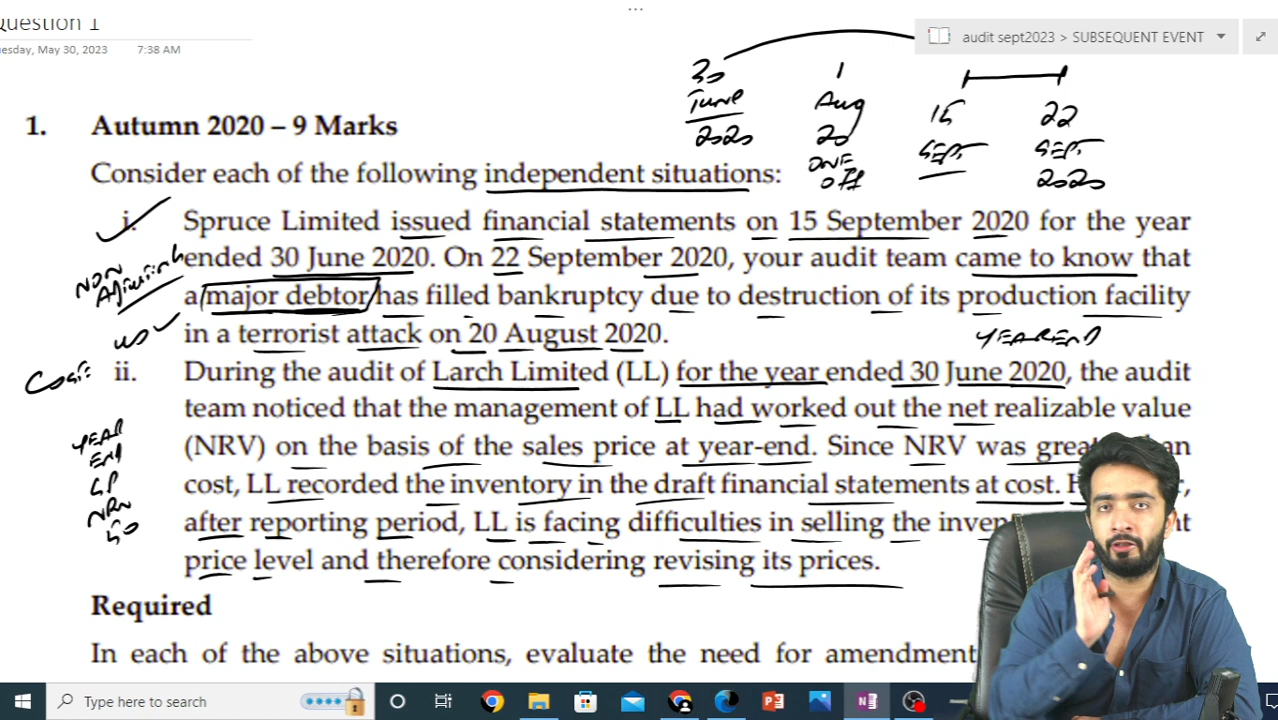 Question 1
Tuesday, May 30, 2023 7:38 AM
audit sept2023 > SUBSEQUENT EVENT
30 June 2020
1 Aug 20 ONE OFF
15 SEPT
22 SEPT 2020
1. Autumn 2020 – 9 Marks
Consider each of the following independent situations:
i. Spruce Limited issued financial statements on 15 September 2020 for the year
ended 30 June 2020. On 22 September 2020, your audit team came to know that
a major debtor has filled bankruptcy due to destruction of its production facility
in a terrorist attack on 20 August 2020.
NON
YEAR END
ii. During the audit of Larch Limited (LL) for the year ended 30 June 2020, the audit
team noticed that the management of LL had worked out the net realizable value
(NRV) on the basis of the sales price at year-end. Since NRV was
cost, LL recorded the inventory in the draft financial statements at cost.
after reporting period, LL is facing difficulties in selling the
price level and therefore considering revising its prices.
YEAR
END
NRV
Required
In each of the above situations, evaluate the need for amendment
Type here to search